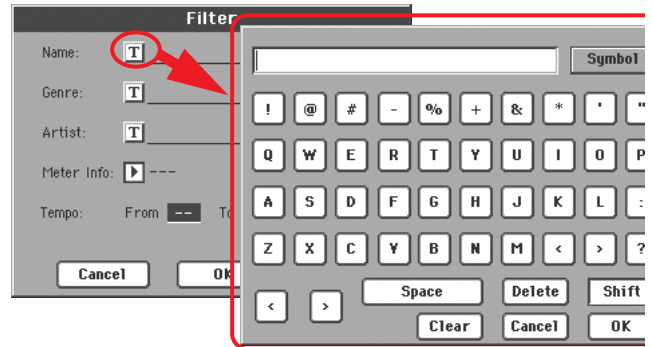 Filter
Name: T
Genre: T
Artist: T
Meter Info: ---
Tempo: From -- To
Cancel OK
Symbol
! @ # - % + & * ' "
Q W E R T Y U I O P
A S D F G H J K L :
Z X C Y B N M < > ?
< > Space Delete Shift
Clear Cancel OK